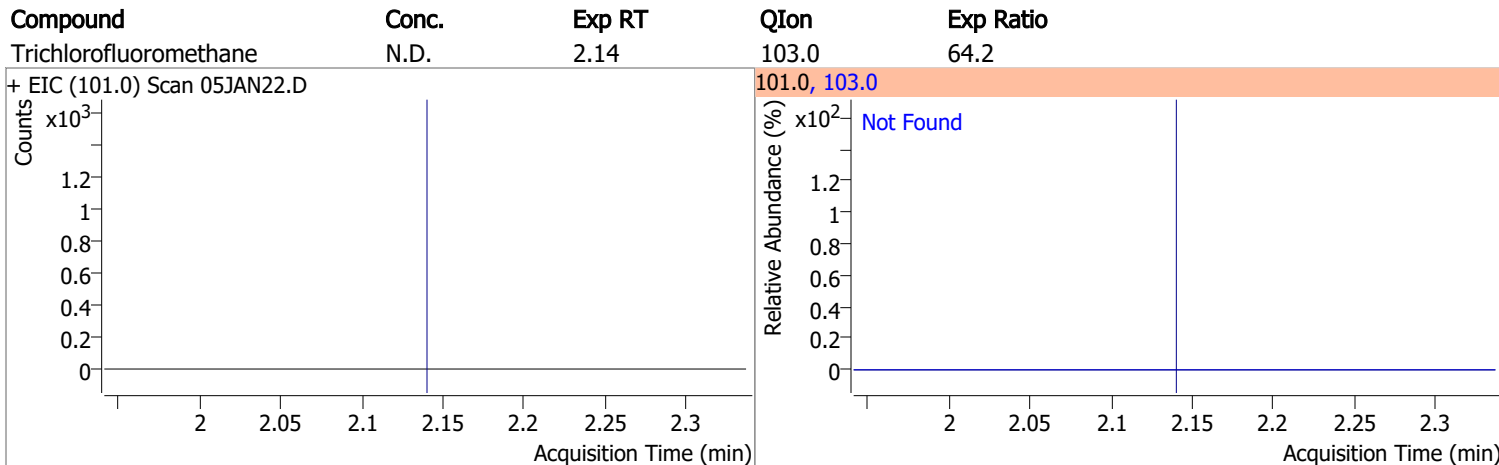 Compound Conc. Exp RT QIon Exp Ratio
Trichlorofluoromethane N.D. 2.14 103.0 64.2
+ EIC (101.0) Scan 05JAN22.D
Counts
x10³
1.2
1
0.8
0.6
0.4
0.2
0
2 2.05 2.1 2.15 2.2 2.25 2.3
Acquisition Time (min)
101.0, 103.0
Relative Abundance (%)
x10²
Not Found
1.2
1
0.8
0.6
0.4
0.2
0
2 2.05 2.1 2.15 2.2 2.25 2.3
Acquisition Time (min)